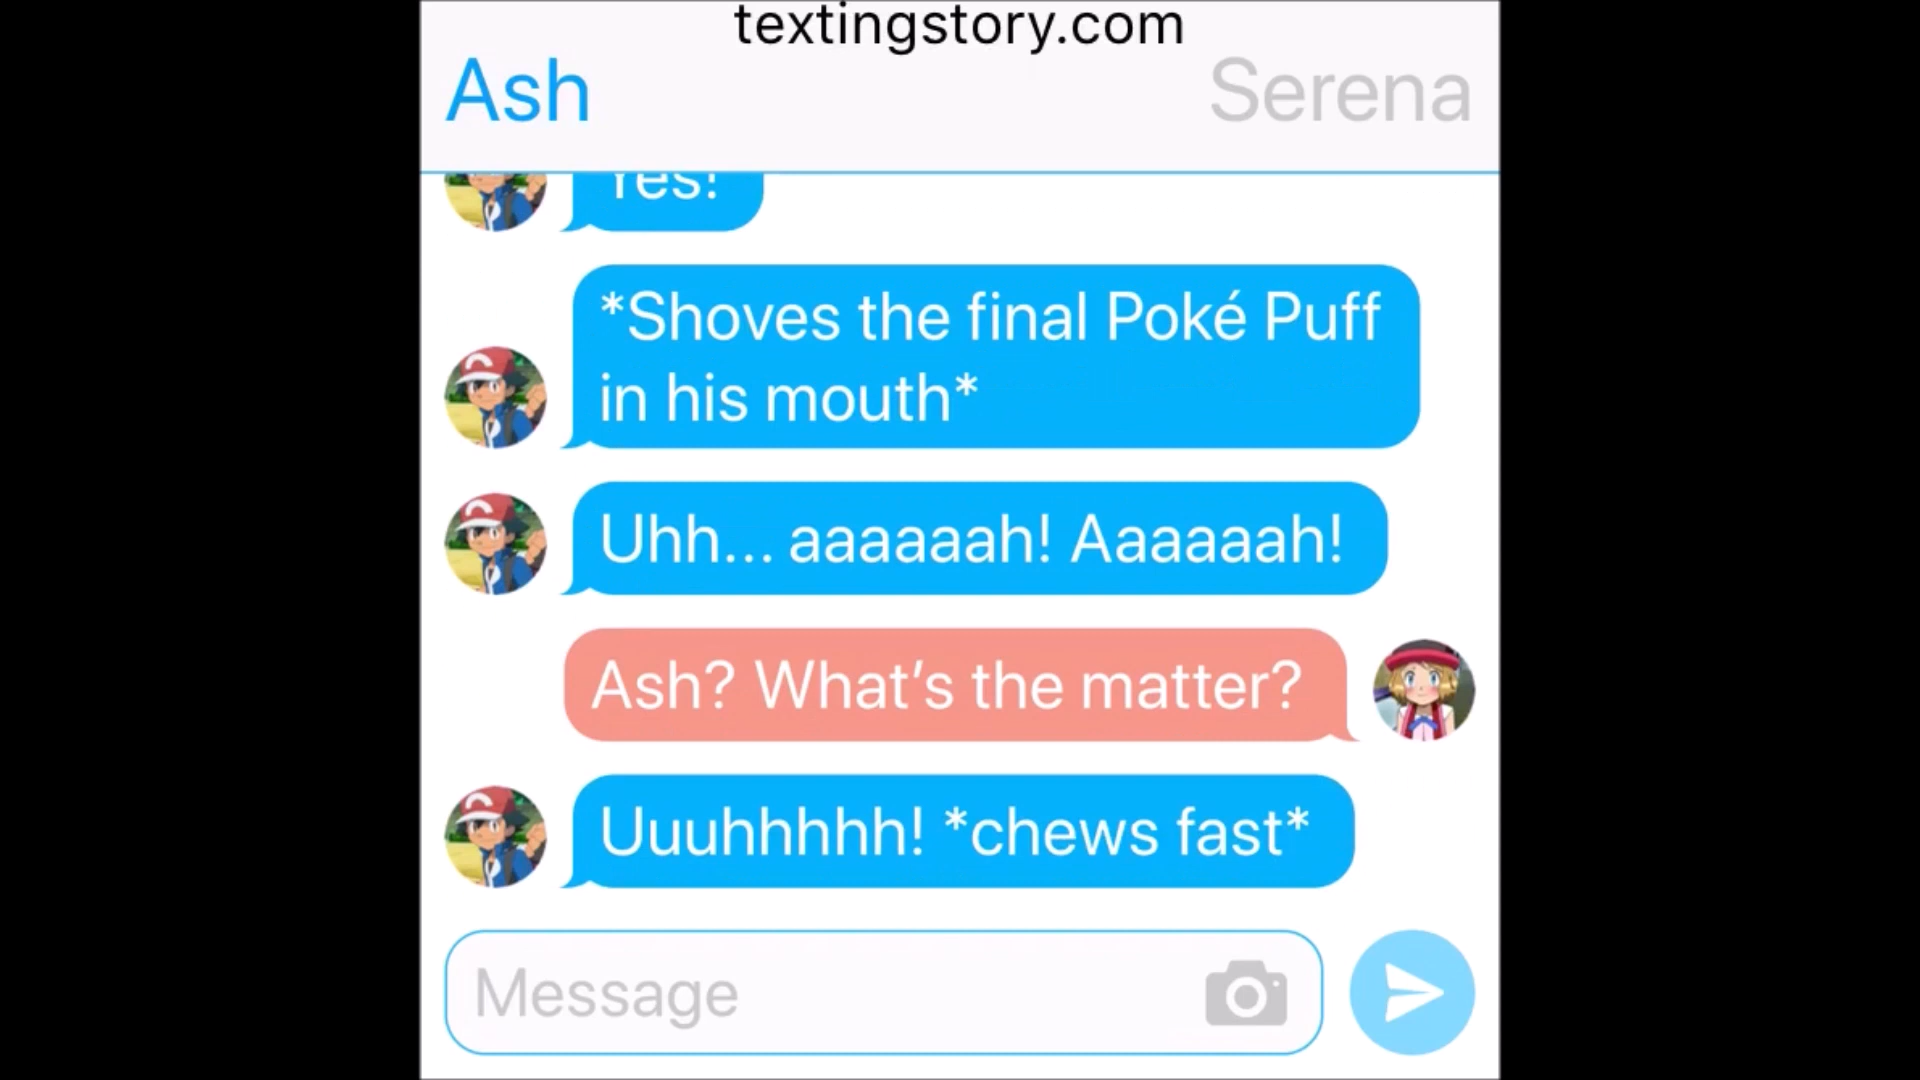 textingstory.com
Ash
Serena
Yes!
*Shoves the final Poké Puff
in his mouth*
Uhh... aaaaaah! Aaaaaah!
Ash? What’s the matter?
Uuuhhhhh! *chews fast*
Message